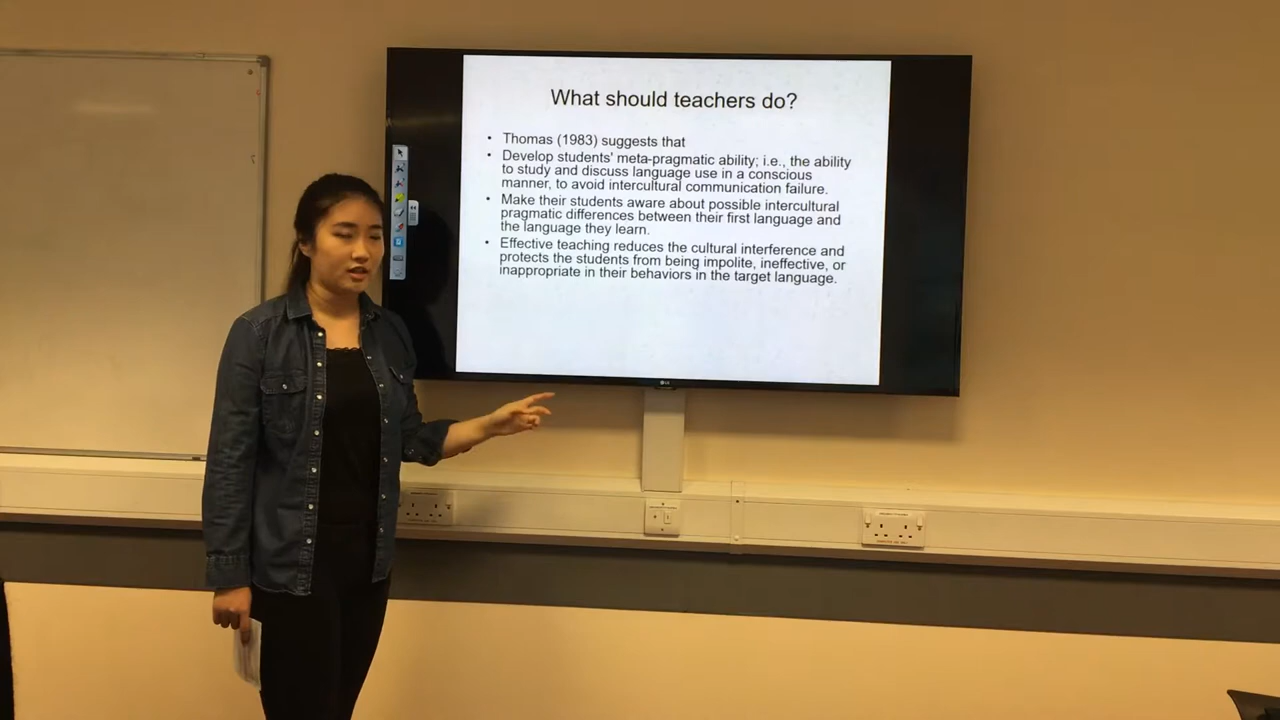 What should teachers do?
• Thomas (1983) suggests that
• Develop students' meta-pragmatic ability; i.e., the ability
to study and discuss language use in a conscious
manner, to avoid intercultural communication failure.
• Make their students aware about possible intercultural
pragmatic differences between their first language and
the language they learn.
• Effective teaching reduces the cultural interference and
protects the students from being impolite, ineffective, or
inappropriate in their behaviors in the target language.
LG